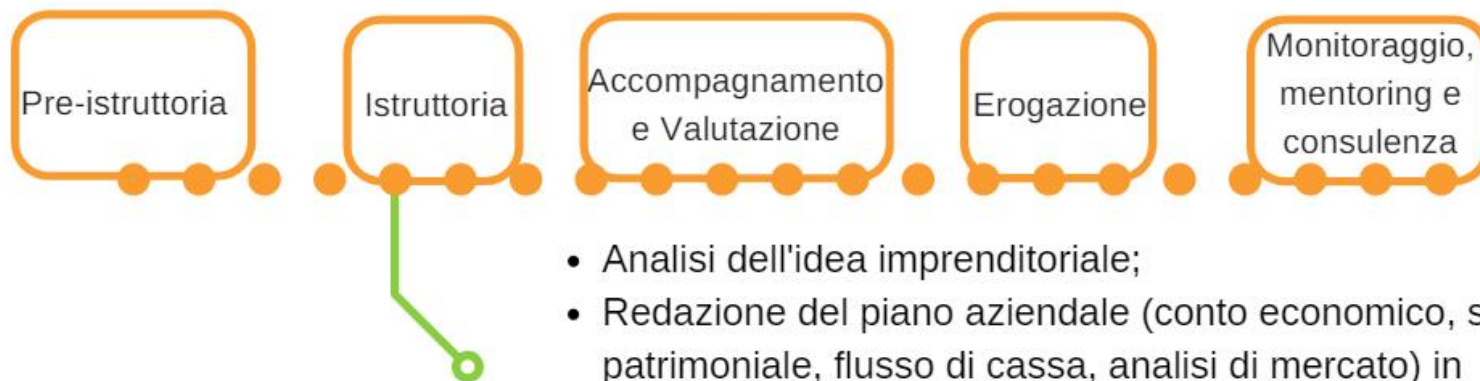 Pre-istruttoria
Istruttoria
Accompagnamento
e Valutazione
Erogazione
Monitoraggio,
mentoring e
consulenza
• Analisi dell'idea imprenditoriale;
• Redazione del piano aziendale (conto economico, s
patrimoniale, flusso di cassa, analisi di mercato) in